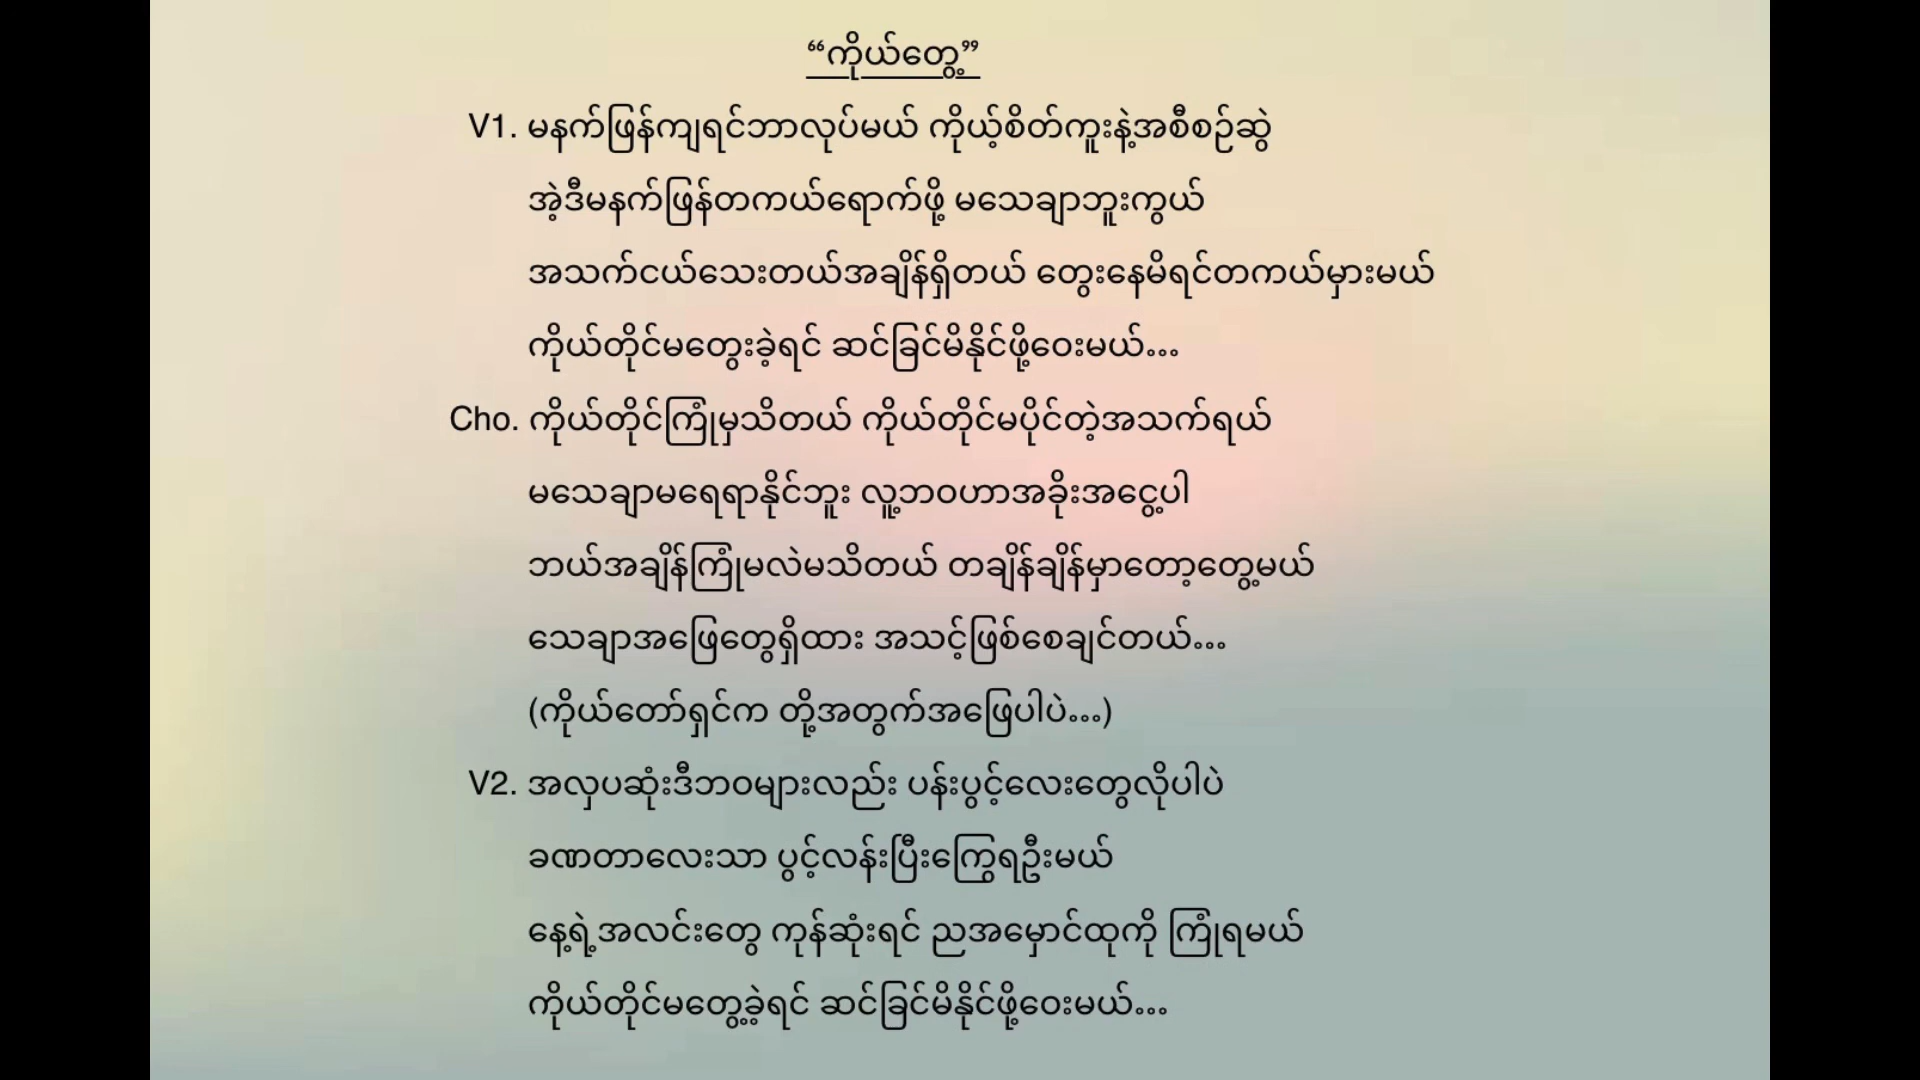 “ကိုယ်တွေ့”
V1. မနက်ဖြန်ကျရင်ဘာလုပ်မယ် ကိုယ့်စိတ်ကူးနဲ့အစီစဉ်ဆွဲ
အဲ့ဒီမနက်ဖြန်တကယ်ရောက်ဖို့ မသေချာဘူးကွယ်
အသက်ငယ်သေးတယ်အချိန်ရှိတယ် တွေးနေမိရင်တကယ်မှားမယ်
ကိုယ်တိုင်မတွေးခဲ့ရင် ဆင်ခြင်မိနိုင်ဖို့ဝေးမယ်...
Cho. ကိုယ်တိုင်ကြုံမှသိတယ် ကိုယ်တိုင်မပိုင်တဲ့အသက်ရယ်
မသေချာမရေရာနိုင်ဘူး လူ့ဘဝဟာအခိုးအငွေ့ပါ
ဘယ်အချိန်ကြုံမလဲမသိတယ် တချိန်ချိန်မှာတော့တွေ့မယ်
သေချာအဖြေတွေရှိထား အသင့်ဖြစ်စေချင်တယ်...
(ကိုယ်တော်ရှင်က တို့အတွက်အဖြေပါပဲ...)
V2. အလှပဆုံးဒီဘဝများလည်း ပန်းပွင့်လေးတွေလိုပါပဲ
ခဏတာလေးသာ ပွင့်လန်းပြီးကြွေရဦးမယ်
နေ့ရဲ့အလင်းတွေ ကုန်ဆုံးရင် ညအမှောင်ထုကို ကြုံရမယ်
ကိုယ်တိုင်မတွေ့ခဲ့ရင် ဆင်ခြင်မိနိုင်ဖို့ဝေးမယ်...